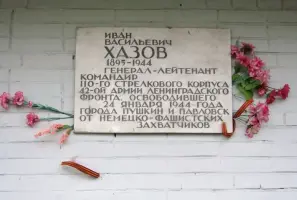 ИВАН
ВАСИЛЬЕВИЧ
ХАЗОВ
1895-1944
ГЕНЕРАЛ-ЛЕЙТЕНАНТ
КОМАНДИР
110-ГО СТРЕЛКОВОГО КОРПУСА
42-ОЙ АРМИИ ЛЕНИНГРАДСКОГО
ФРОНТА, ОСВОБОДИВШЕГО
24 ЯНВАРЯ 1944 ГОДА
ГОРОДА ПУШКИН И ПАВЛОВСК
ОТ НЕМЕЦКО-ФАШИСТСКИХ
ЗАХВАТЧИКОВ